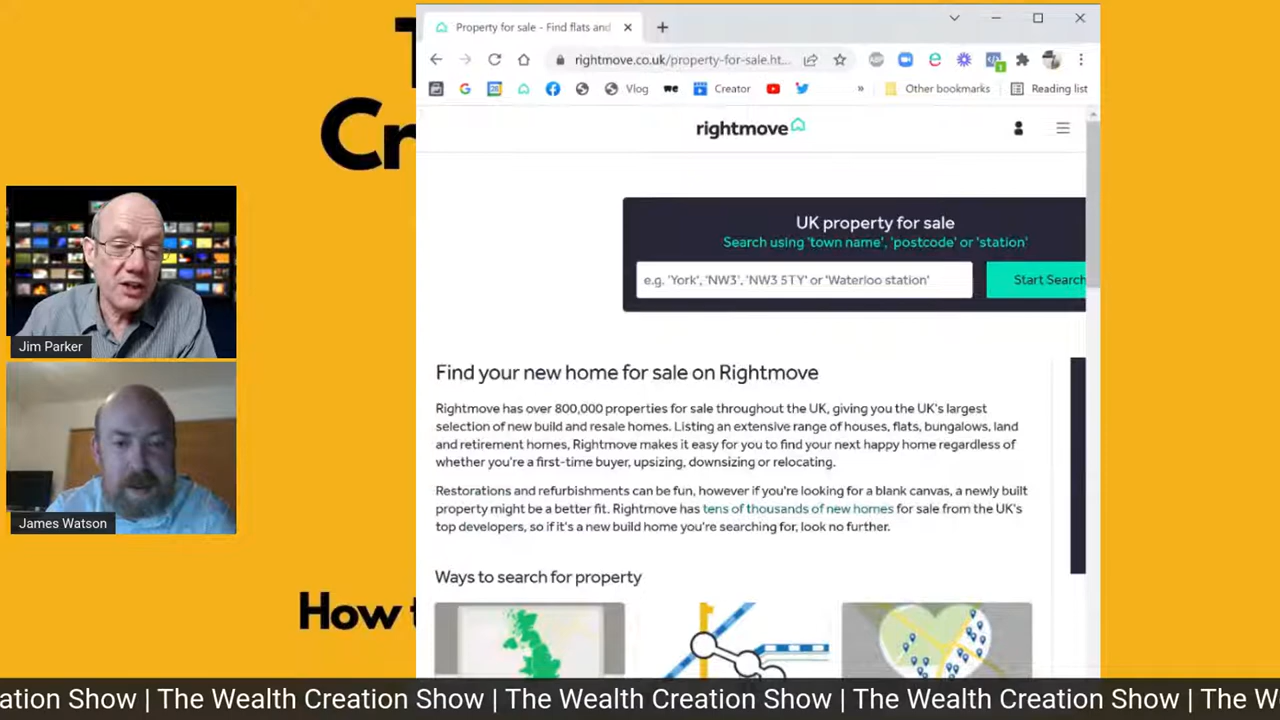 Cr
Property for sale - Find flats and
rightmove.co.uk/property-for-sale.ht...
1
Vlog
Creator
»
Other bookmarks
Reading list
rightmove
UK property for sale
Search using 'town name', 'postcode' or 'station'
e.g. 'York', 'NW3', 'NW3 5TY' or 'Waterloo station'
Start Search
Find your new home for sale on Rightmove
Rightmove has over 800,000 properties for sale throughout the UK, giving you the UK's largest
selection of new build and resale homes. Listing an extensive range of houses, flats, bungalows, land
and retirement homes, Rightmove makes it easy for you to find your next happy home regardless of
whether you're a first-time buyer, upsizing, downsizing or relocating.
Restorations and refurbishments can be fun, however if you're looking for a blank canvas, a newly built
property might be a better fit. Rightmove has tens of thousands of new homes for sale from the UK's
top developers, so if it's a new build home you're searching for, look no further.
Ways to search for property
Jim Parker
James Watson
How t
ation Show | The Wealth Creation Show | The Wealth Creation Show | The Wealth Creation Show | The W